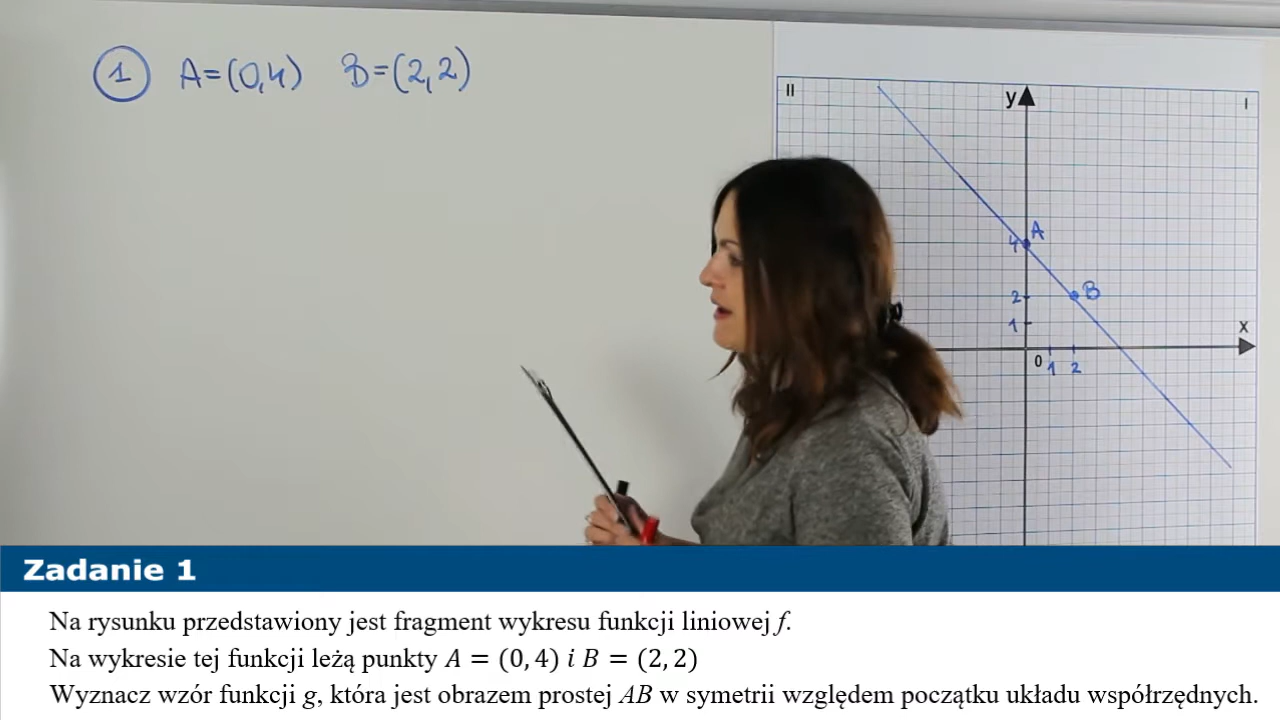 1 A=(0,4) B=(2,2)
II y I
A
4
B
2
1
x
0 1 2
Zadanie 1
Na rysunku przedstawiony jest fragment wykresu funkcji liniowej f.
Na wykresie tej funkcji leżą punkty A = (0, 4) i B = (2, 2)
Wyznacz wzór funkcji g, która jest obrazem prostej AB w symetrii względem początku układu współrzędnych.